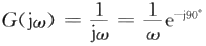 G(jω) = 1/jω = 1/ω e^{-j90°}